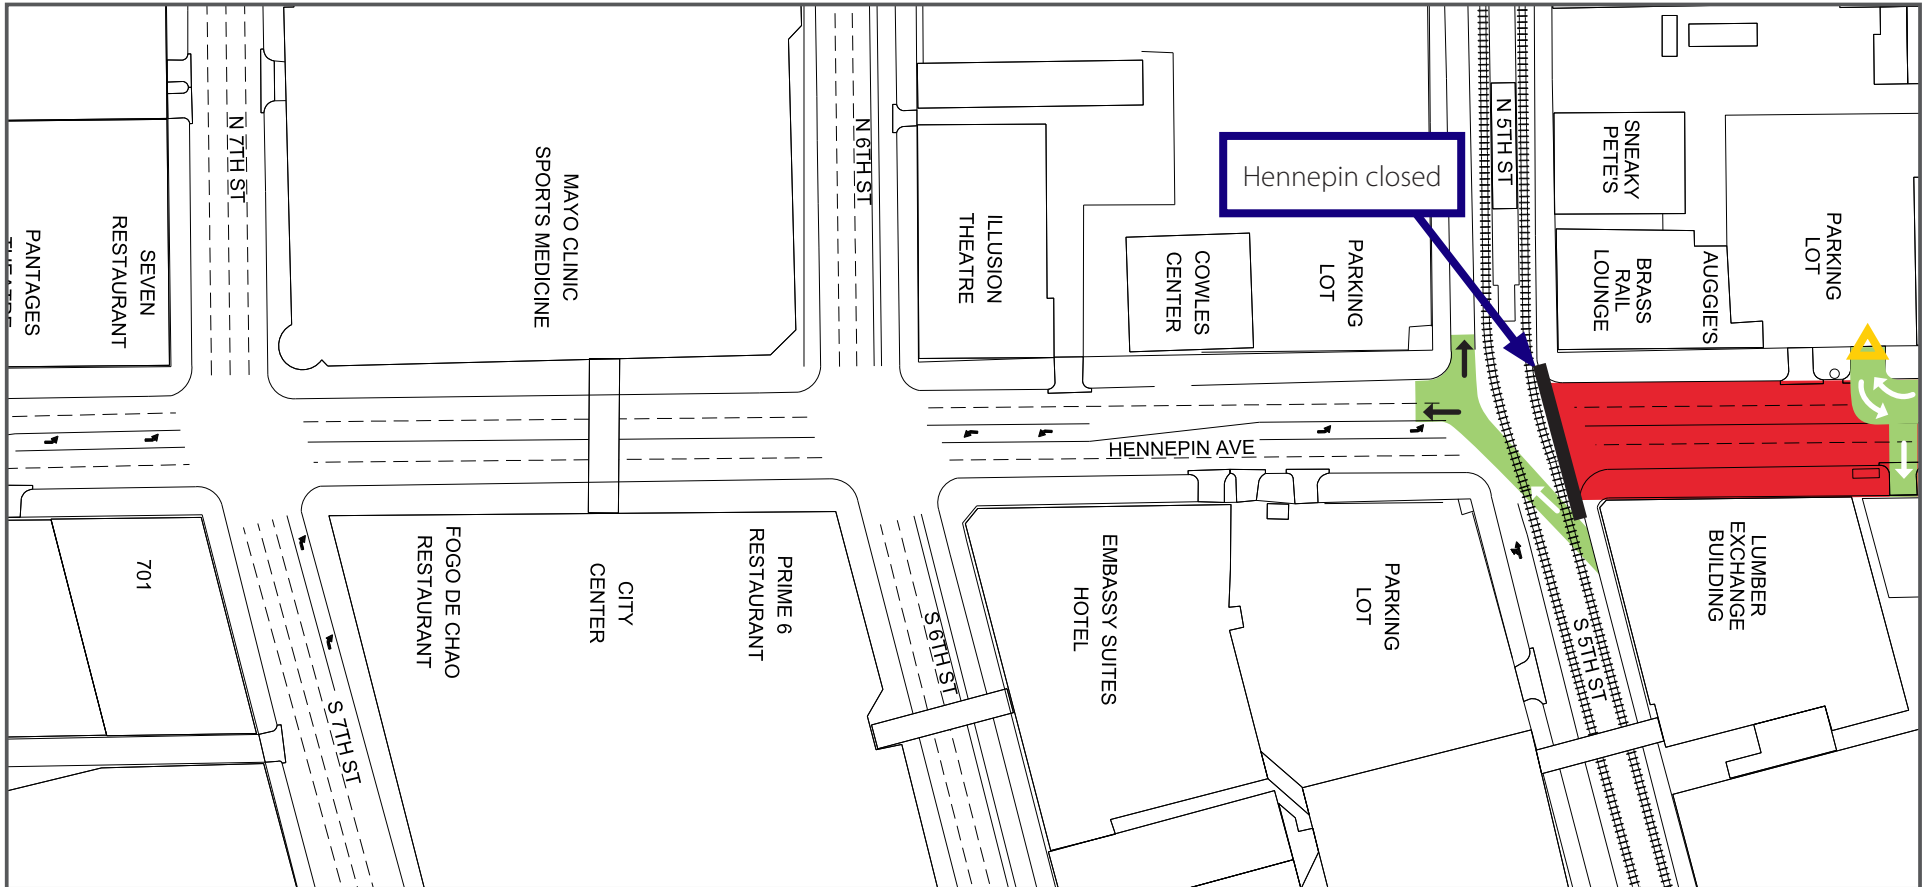 N 7TH ST
N 6TH ST
N 5TH ST
Hennepin closed
SNEAKY
PETE'S
MAYO CLINIC
SPORTS MEDICINE
PANTAGES
SEVEN
RESTAURANT
ILLUSION
THEATRE
COWLES
CENTER
PARKING
LOT
BRASS
RAIL
LOUNGE
AUGGIE'S
PARKING
LOT
HENNEPIN AVE
701
S 7TH ST
FOGO DE CHAO
RESTAURANT
CITY
CENTER
PRIME 6
RESTAURANT
S 6TH ST
EMBASSY SUITES
HOTEL
PARKING
LOT
S 5TH ST
LUMBER
EXCHANGE
BUILDING